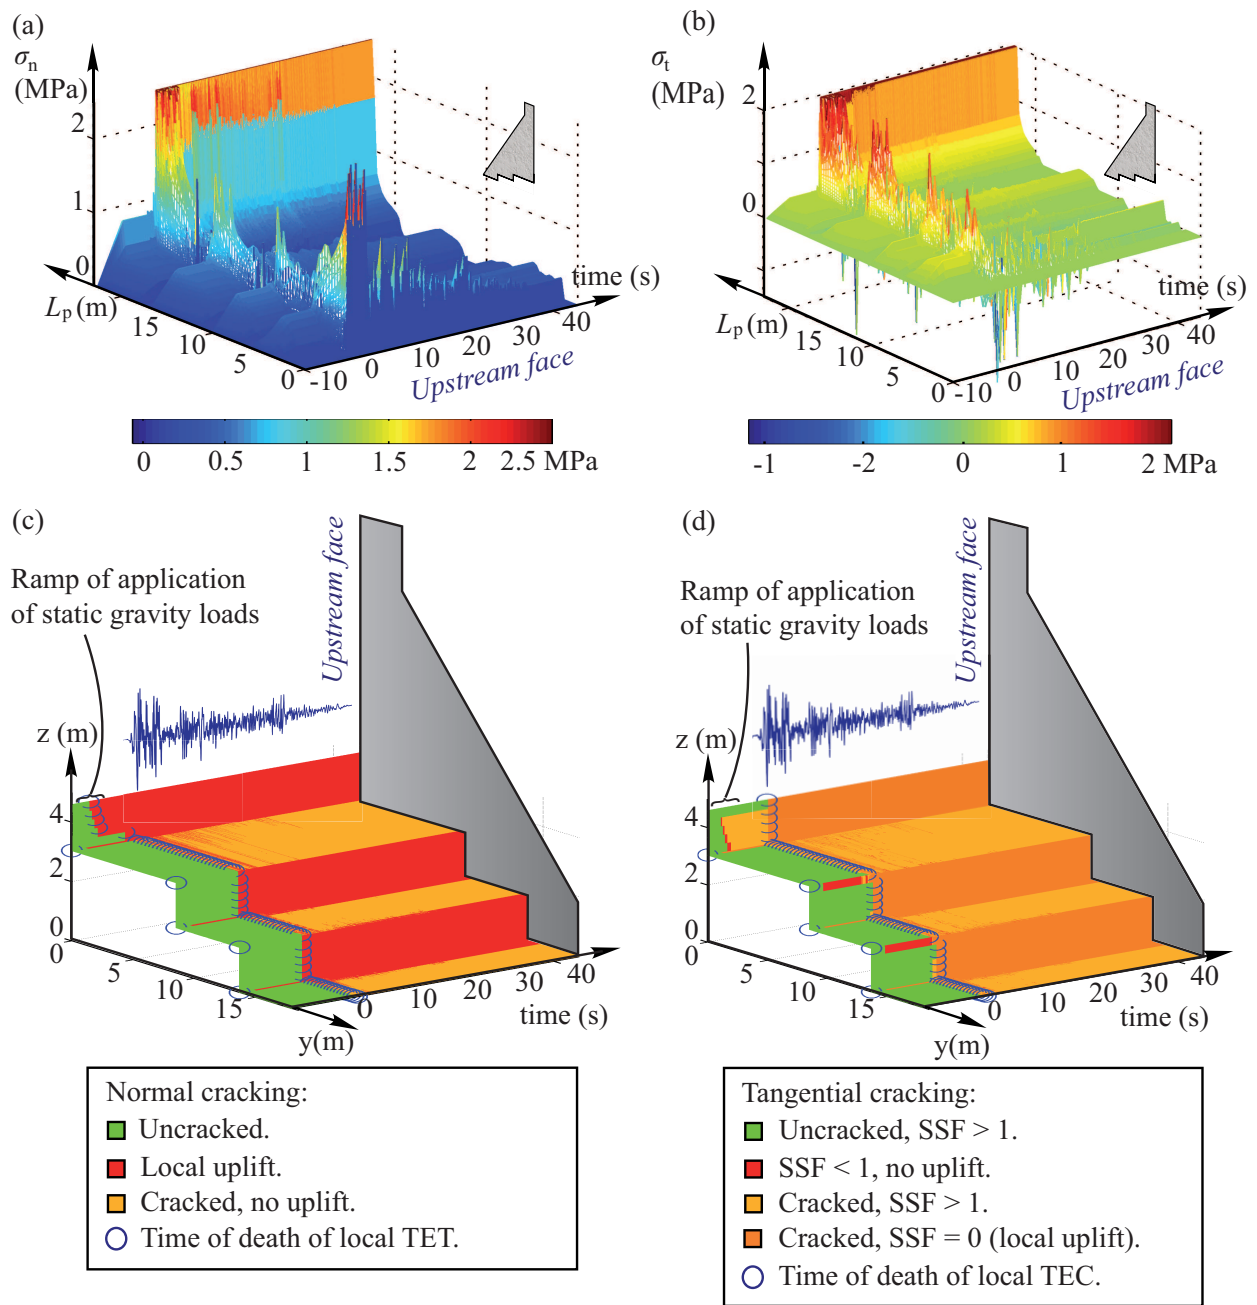 (a)
σn
(MPa)
2
1
0
Lp (m)
15
10
5
0
-10
0
10
20
30
40
time (s)
Upstream face
0
0.5
1
1.5
2
2.5 MPa
(b)
σt
(MPa)
2
0
Lp (m)
15
10
5
0
-10
0
10
20
30
40
time (s)
Upstream face
-1
-2
0
1
2 MPa
(c)
Ramp of application
of static gravity loads
Upstream face
z (m)
4
2
0
0
5
10
15
y(m)
0
10
20
30
40
time (s)
Normal cracking:
Uncracked.
Local uplift.
Cracked, no uplift.
Time of death of local TET.
(d)
Ramp of application
of static gravity loads
Upstream face
z (m)
4
2
0
0
5
10
15
y(m)
0
10
20
30
40
time (s)
Tangential cracking:
Uncracked, SSF > 1.
SSF < 1, no uplift.
Cracked, SSF > 1.
Cracked, SSF = 0 (local uplift).
Time of death of local TEC.